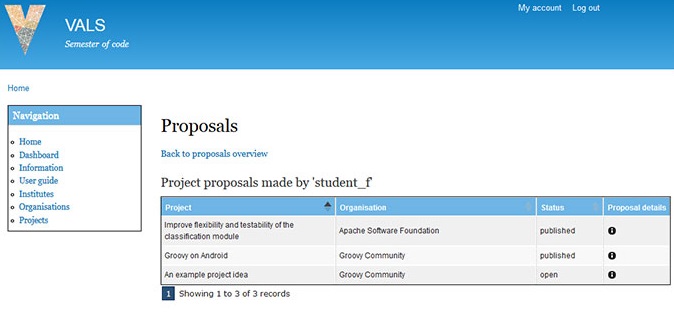 My account Log out
VALS
Semester of code
Home
Navigation
Home
Dashboard
Information
User guide
Institutes
Organisations
Projects
Proposals
Back to proposals overview
Project proposals made by 'student_f'
Project Organisation Status Proposal details
Improve flexibility and testability of the
classification module Apache Software Foundation published
Groovy on Android Groovy Community published
An example project idea Groovy Community open
1 Showing 1 to 3 of 3 records